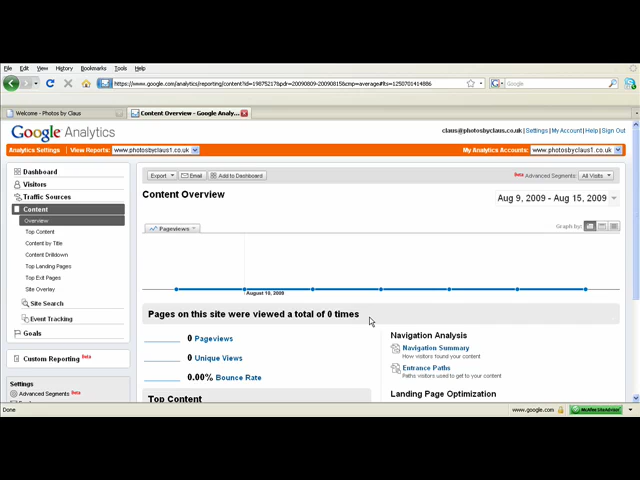 File Edit View History Bookmarks Tools Help
Google
Welcome - Photos by Claus
Content Overview - Google Analy...
Google Analytics
claus@photosbyclaus.co.uk | Settings | My Account | Help | Sign Out
Analytics Settings | View Reports: www.photosbyclaus1.co.uk
My Analytics Accounts: www.photosbyclaus.co.uk
Dashboard
Visitors
Traffic Sources
Content
Overview
Top Content
Content by Title
Content Drilldown
Top Landing Pages
Top Exit Pages
Site Overlay
Site Search
Event Tracking
Goals
Custom Reporting Beta
Settings
Advanced Segments Beta
Export Email Add to Dashboard
Beta Advanced Segments: All Visits
Content Overview
Aug 9, 2009 - Aug 15, 2009
Pageviews
Graph by:
August 10, 2009
Pages on this site were viewed a total of 0 times
0 Pageviews
0 Unique Views
0.00% Bounce Rate
Top Content
Navigation Analysis
Navigation Summary
How visitors found your content
Entrance Paths
Paths visitors used to get to your content
Landing Page Optimization
Done
www.google.com
McAfee SiteAdvisor